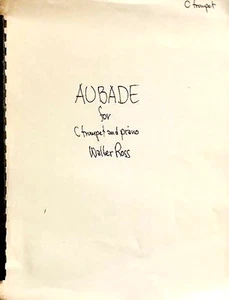 C trumpet
AUBADE
for
C trumpet and piano
Walter Ross